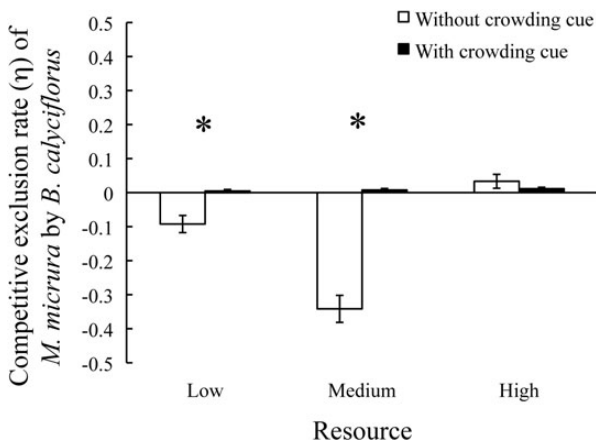 Competitive exclusion rate (η) of
M. micrura by B. calyciflorus
0.5
0.4
0.3
0.2
0.1
0
-0.1
-0.2
-0.3
-0.4
-0.5
Without crowding cue
With crowding cue
*
*
Low
Medium
High
Resource